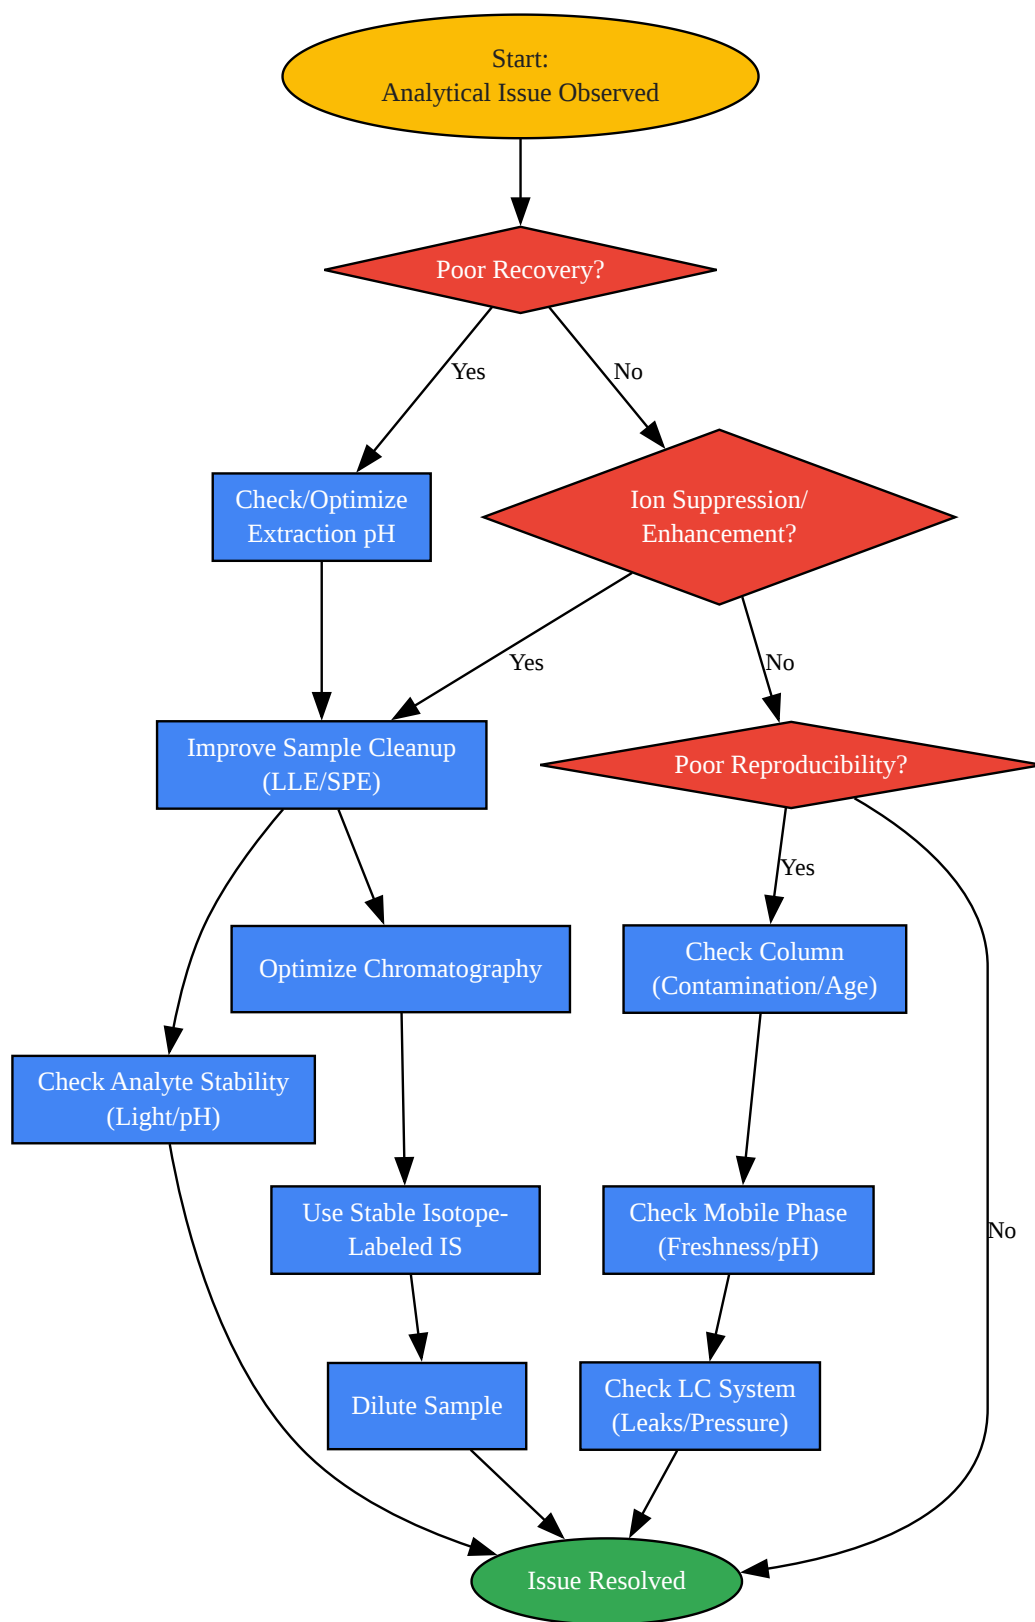 Start:
Analytical Issue Observed
Poor Recovery?
Yes
No
Check/Optimize
Extraction pH
Ion Suppression/
Enhancement?
Yes
No
Improve Sample Cleanup
(LLE/SPE)
Poor Reproducibility?
Yes
Optimize Chromatography
Check Column
(Contamination/Age)
Check Analyte Stability
(Light/pH)
Use Stable Isotope-
Labeled IS
Check Mobile Phase
(Freshness/pH)
No
Dilute Sample
Check LC System
(Leaks/Pressure)
Issue Resolved